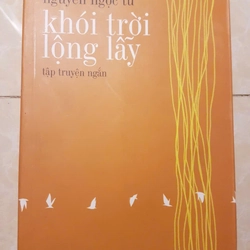 nguyễn ngọc tư
khói trời
lộng lẫy
tập truyện ngắn